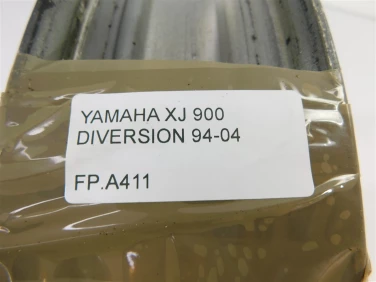 YAMAHA XJ 900
DIVERSION 94-04
FP.A411